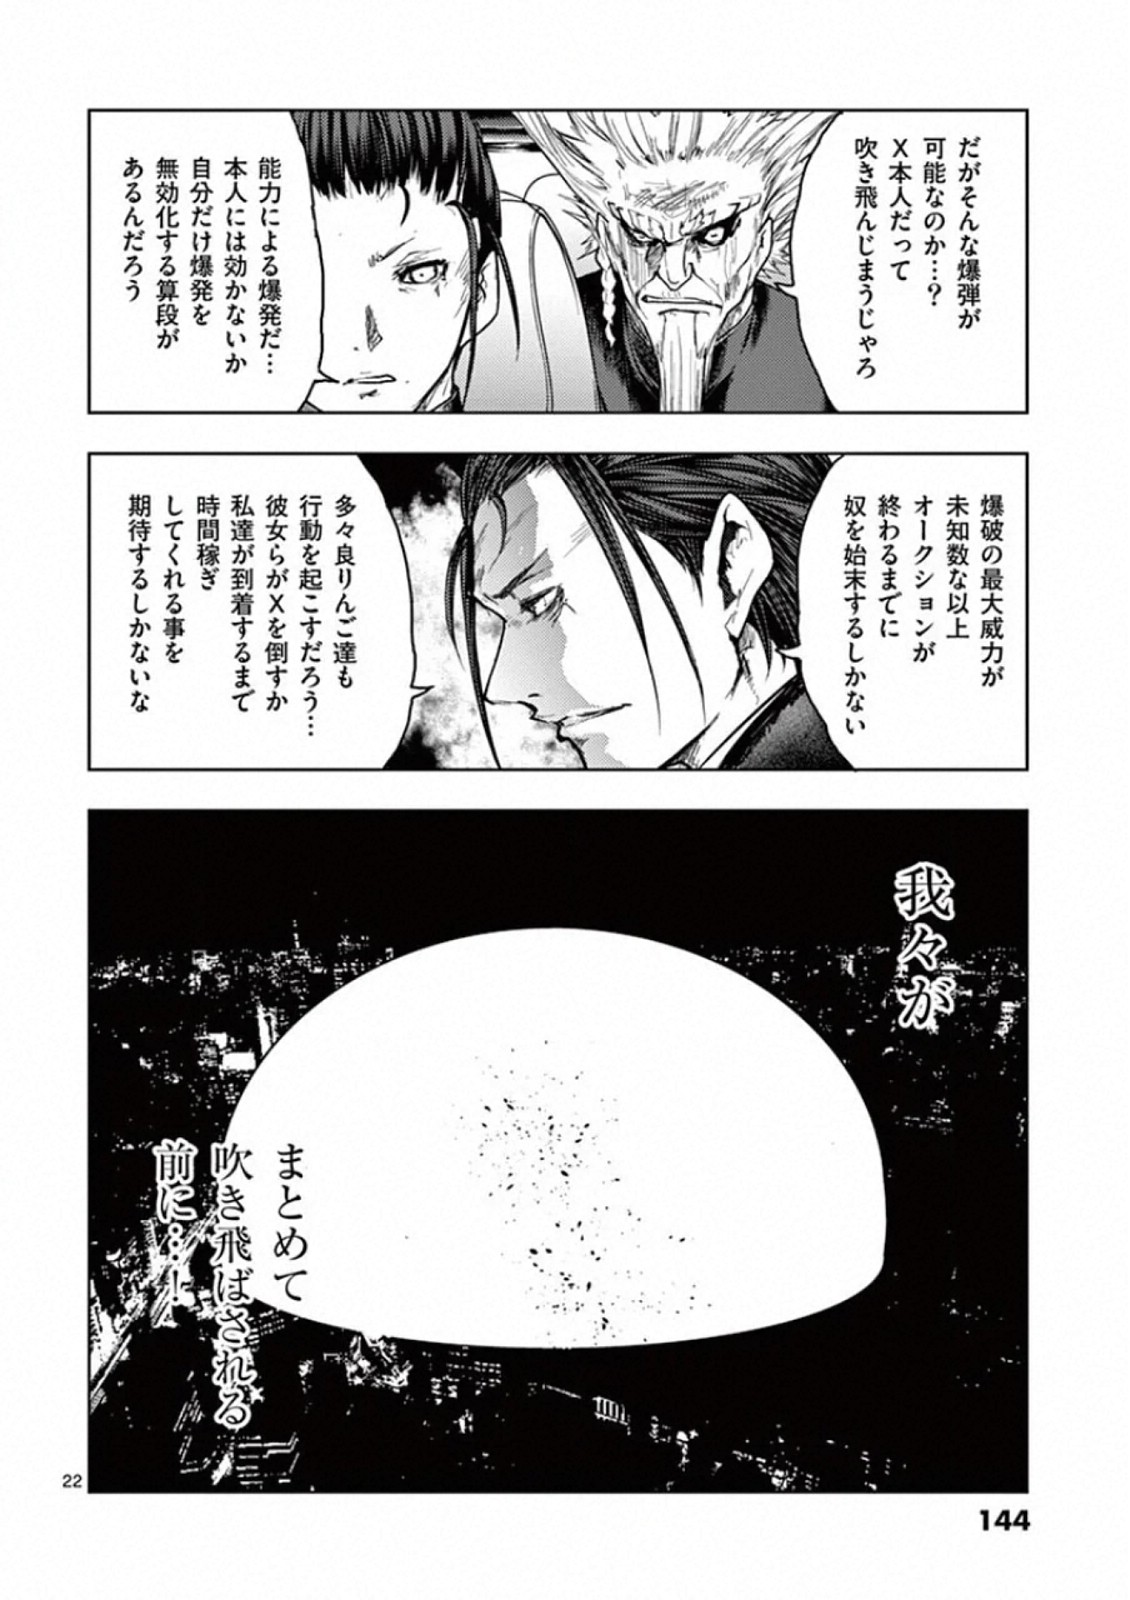 だがそんな爆弾が
可能なのか…?
X本人だって
吹き飛んじまうじゃろ
能力による爆発だ…
本人には効かないか
自分だけ爆発を
無効化する算段が
あるんだろう
爆破の最大威力が
未知数な以上
オークションが
終わるまでに
奴を始末するしかない
多々良りんご達も
行動を起こすだろう…
彼女らがXを倒すか
私達が到着するまで
時間稼ぎ
してくれる事を
期待するしかないな
我々が
まとめて
吹き飛ばされる
前に…!
22
144